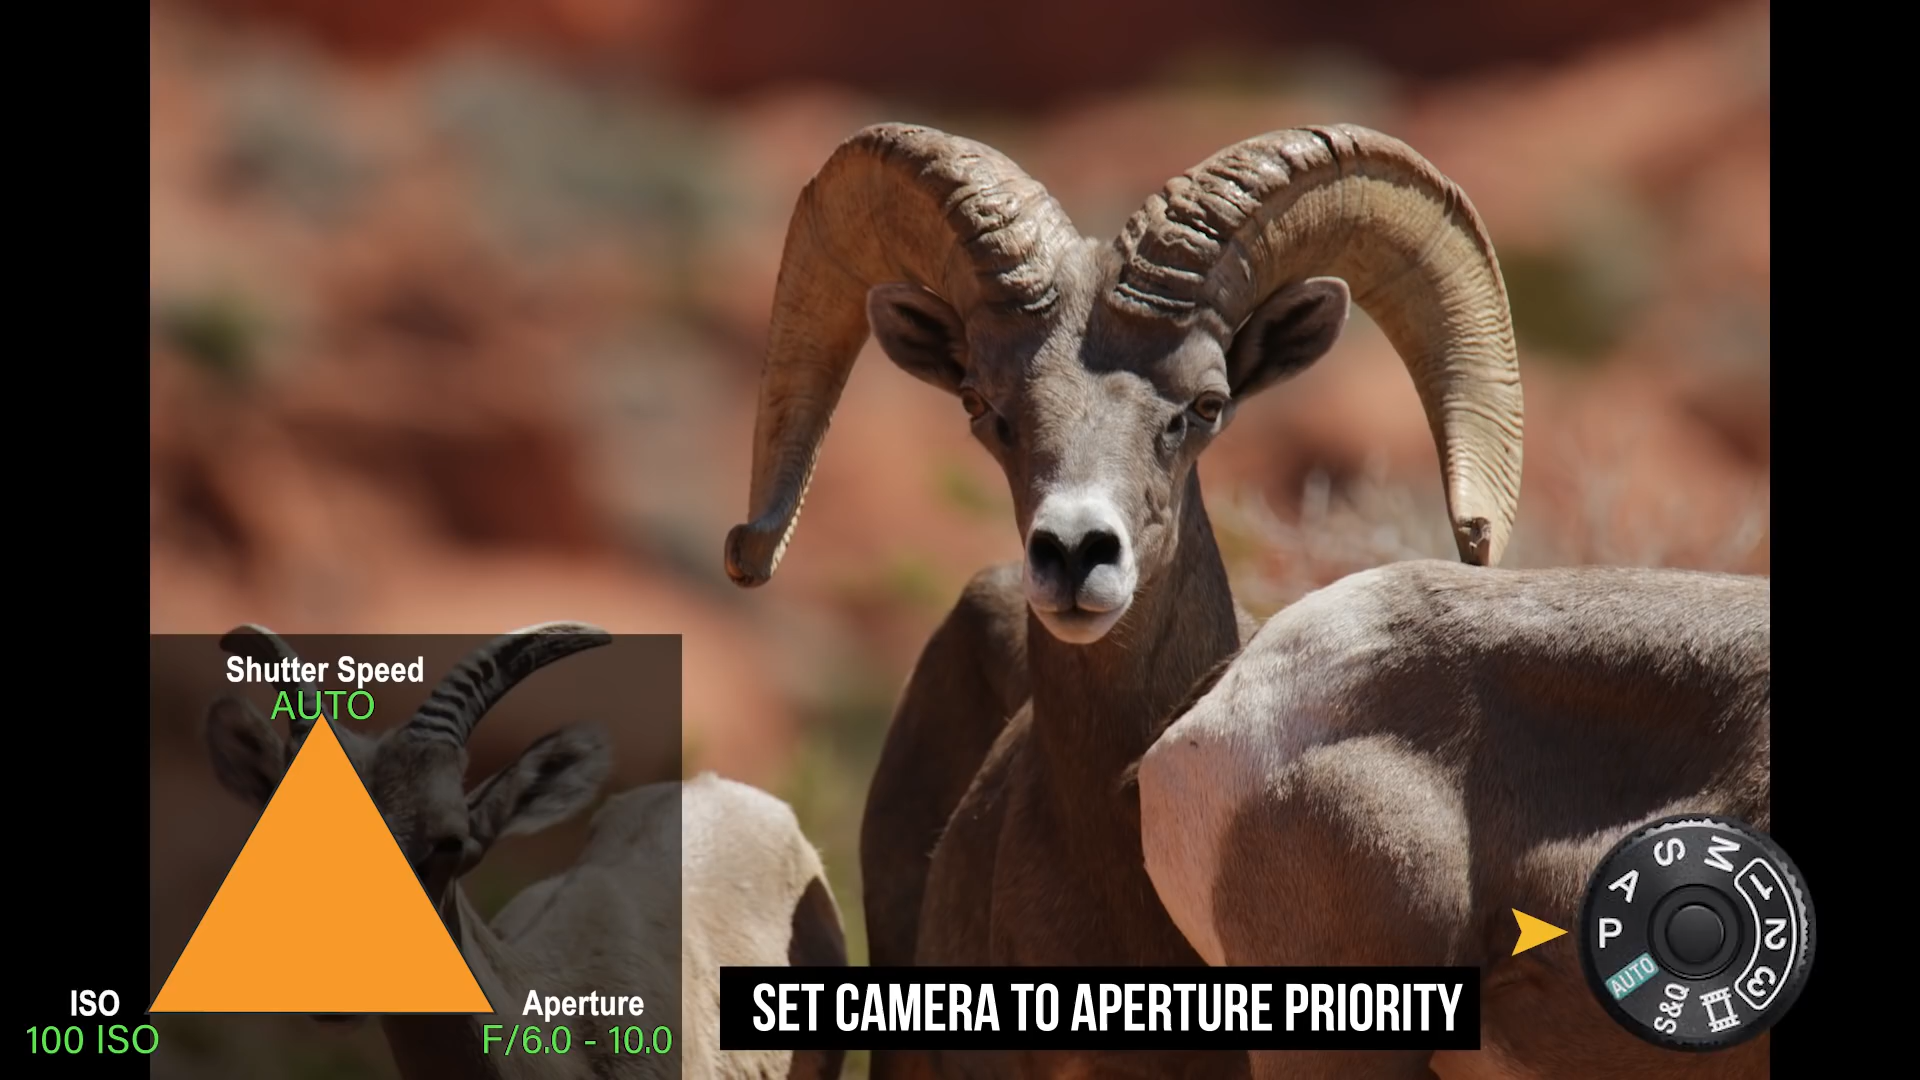 Shutter Speed
AUTO
ISO
100 ISO
Aperture
F/6.0 - 10.0
SET CAMERA TO APERTURE PRIORITY
M
S
A
P
AUTO
S&Q
1
2
3